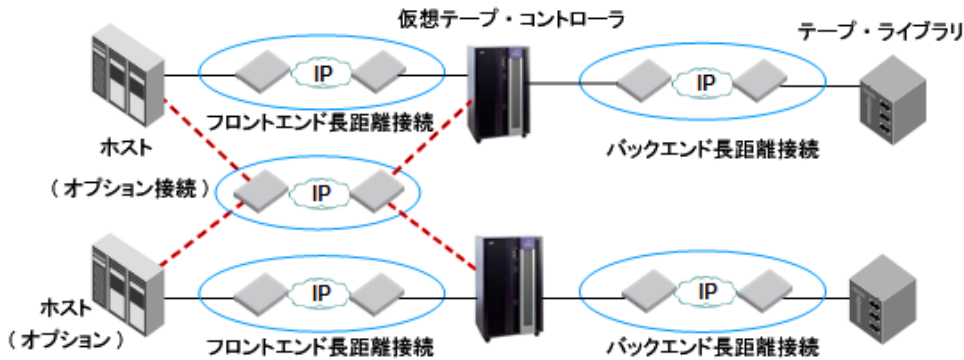 仮想テープ・コントローラ
テープ・ライブラリ
IP
IP
フロントエンド長距離接続
バックエンド長距離接続
ホスト
(オプション接続)
IP
IP
IP
ホスト
(オプション)
フロントエンド長距離接続
バックエンド長距離接続